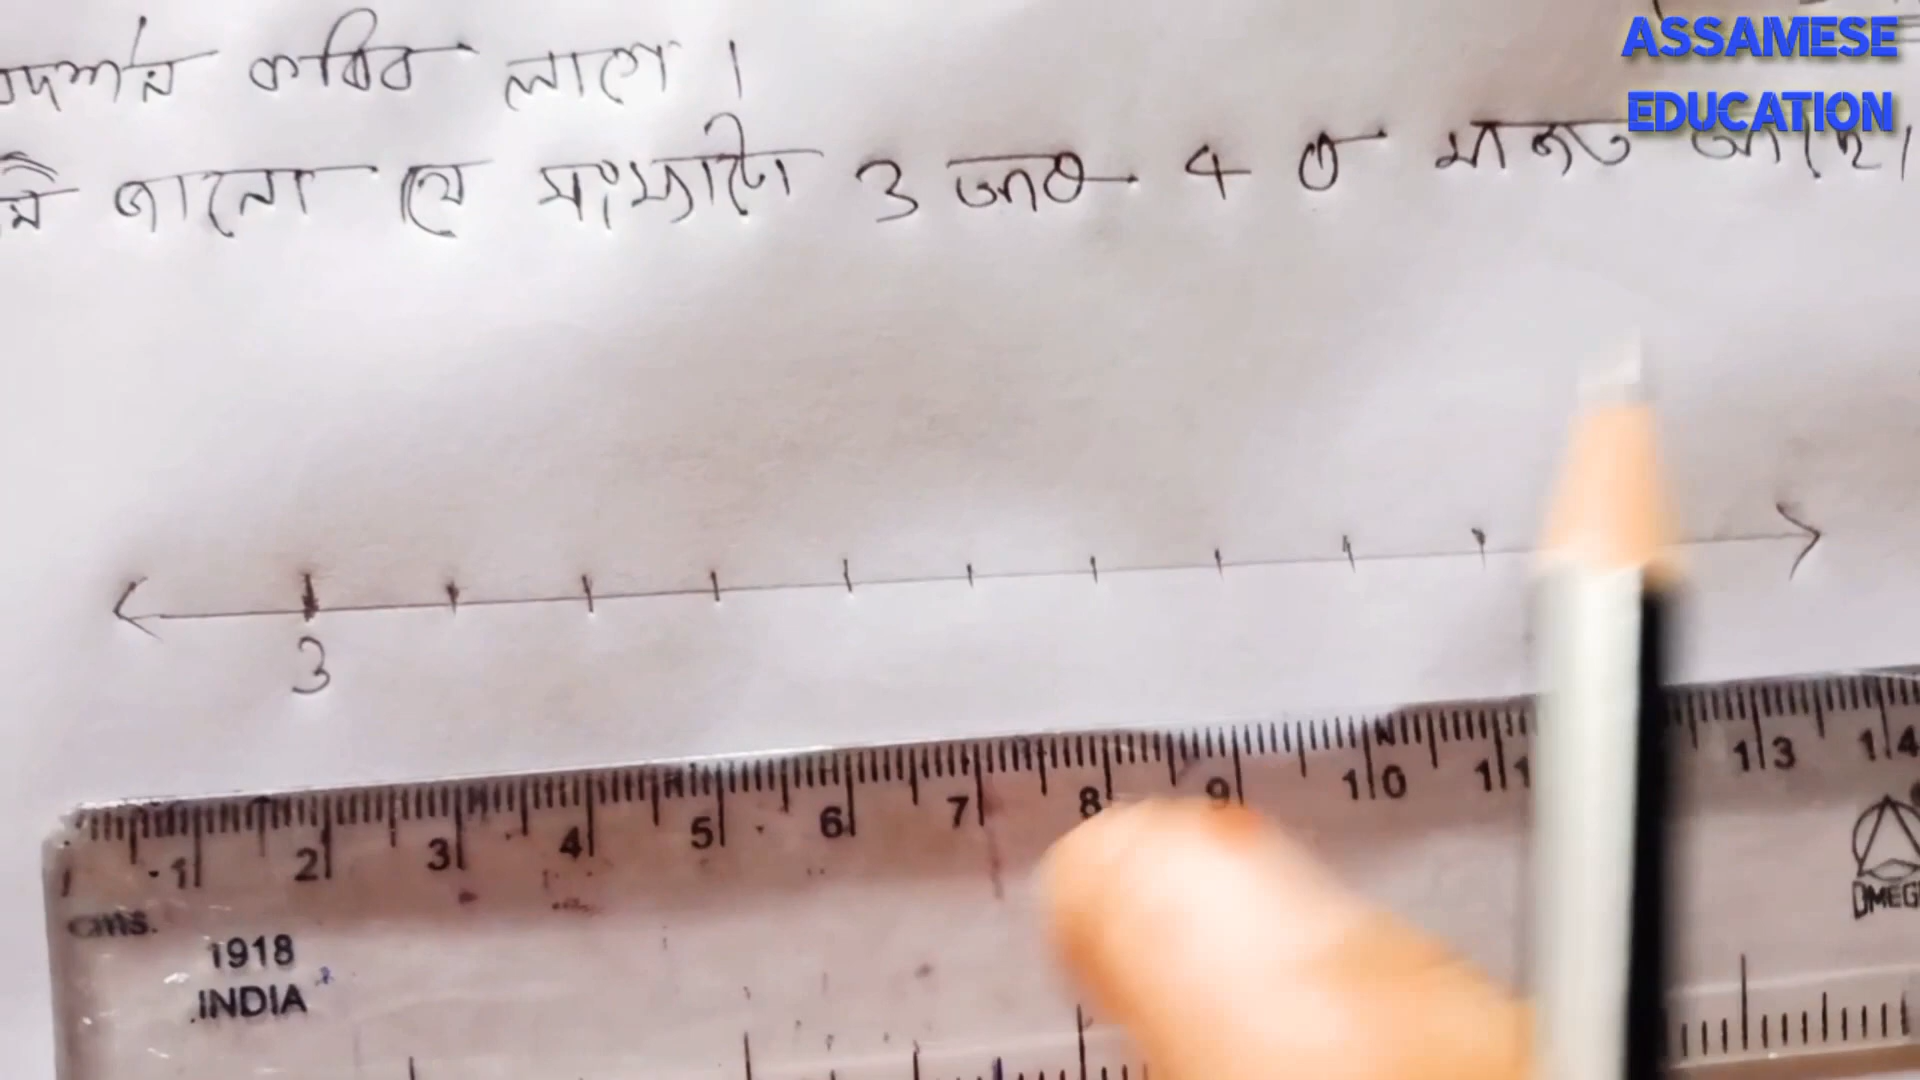 কৰিব লাগে ।
জানো যে সংখ্যাটো 3 আৰু 4 ৰ মাজত আছে।
ASSAMESE
EDUCATION
3
1 2 3 4 5 6 7 8 9 10 11 13 14
cms.
1918
INDIA
OMEG